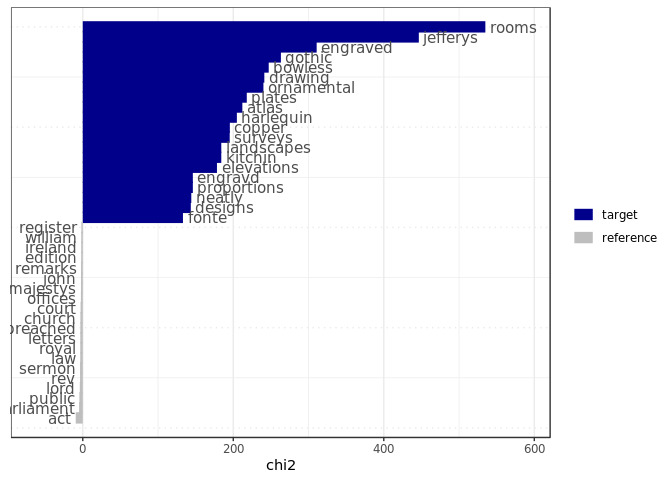 rooms
jefferys
engraved
gothic
bowless
drawing
ornamental
plates
atlas
harlequin
copper
surveys
landscapes
kitchin
elevations
engravd
proportions
neatly
designs
fonte
register
william
ireland
edition
remarks
john
majestys
offices
court
church
preached
letters
royal
law
sermon
rev
lord
public
rliament
act
0 200 400 600
chi2
target
reference